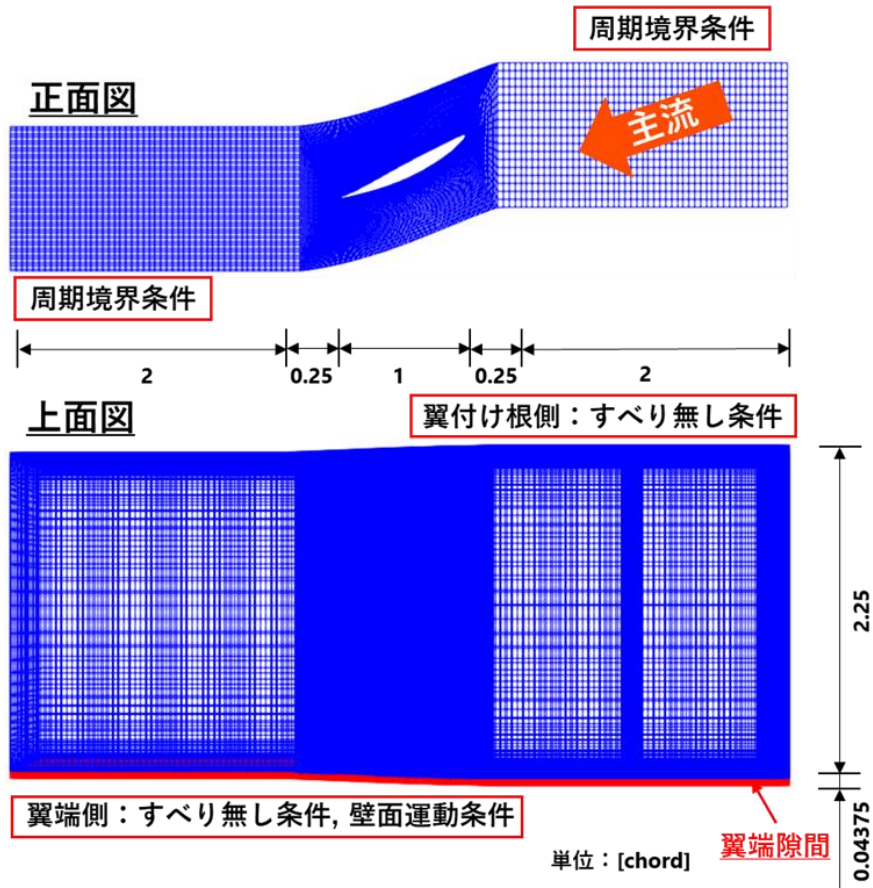 周期境界条件
正面図
主流
周期境界条件
2
0.25
1
0.25
2
上面図
翼付け根側：すべり無し条件
2.25
翼端側：すべり無し条件, 壁面運動条件
翼端隙間
0.04375
単位：[chord]